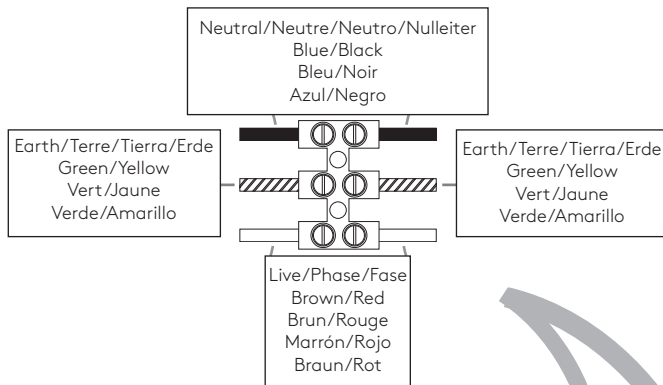 Neutral/Neutre/Neutro/Nulleiter
Blue/Black
Bleu/Noir
Azul/Negro
Earth/Terre/Tierra/Erde
Green/Yellow
Vert/Jaune
Verde/Amarillo
Earth/Terre/Tierra/Erde
Green/Yellow
Vert/Jaune
Verde/Amarillo
Live/Phase/Fase
Brown/Red
Brun/Rouge
Marrón/Rojo
Braun/Rot